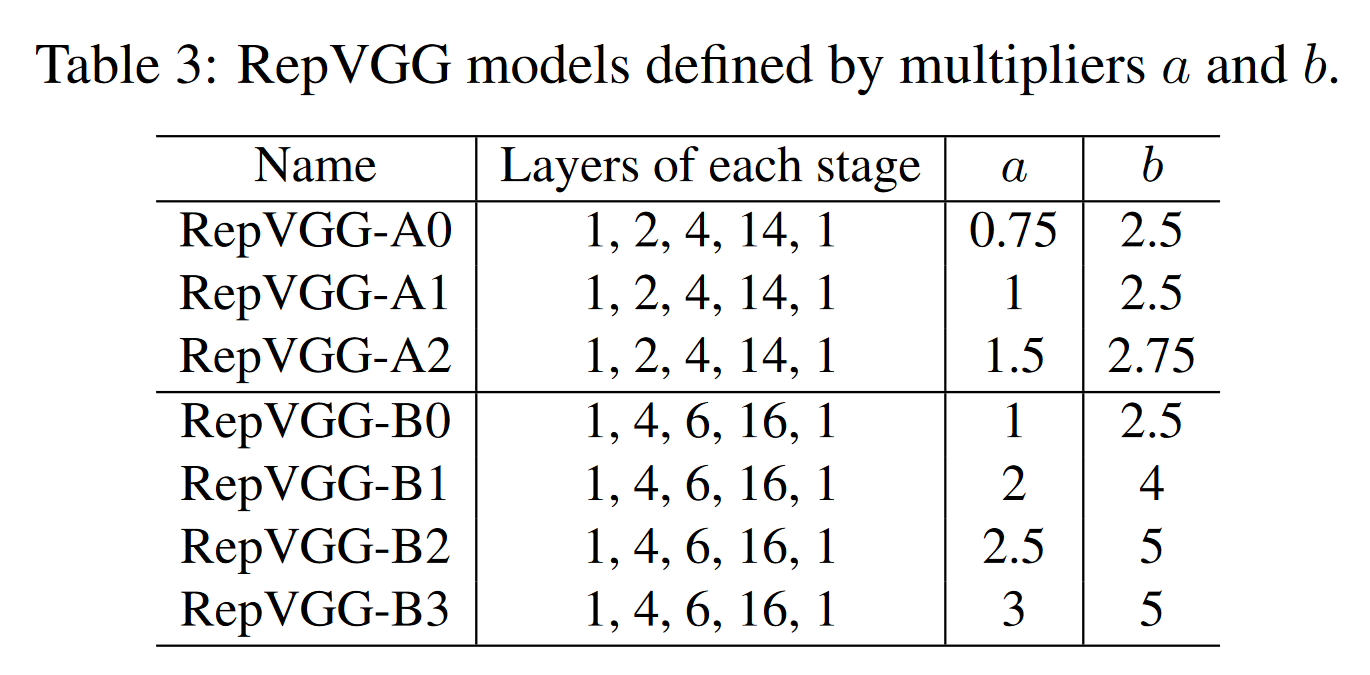 Table 3: RepVGG models defined by multipliers a and b.
Name Layers of each stage a b
RepVGG-A0 1, 2, 4, 14, 1 0.75 2.5
RepVGG-A1 1, 2, 4, 14, 1 1 2.5
RepVGG-A2 1, 2, 4, 14, 1 1.5 2.75
RepVGG-B0 1, 4, 6, 16, 1 1 2.5
RepVGG-B1 1, 4, 6, 16, 1 2 4
RepVGG-B2 1, 4, 6, 16, 1 2.5 5
RepVGG-B3 1, 4, 6, 16, 1 3 5